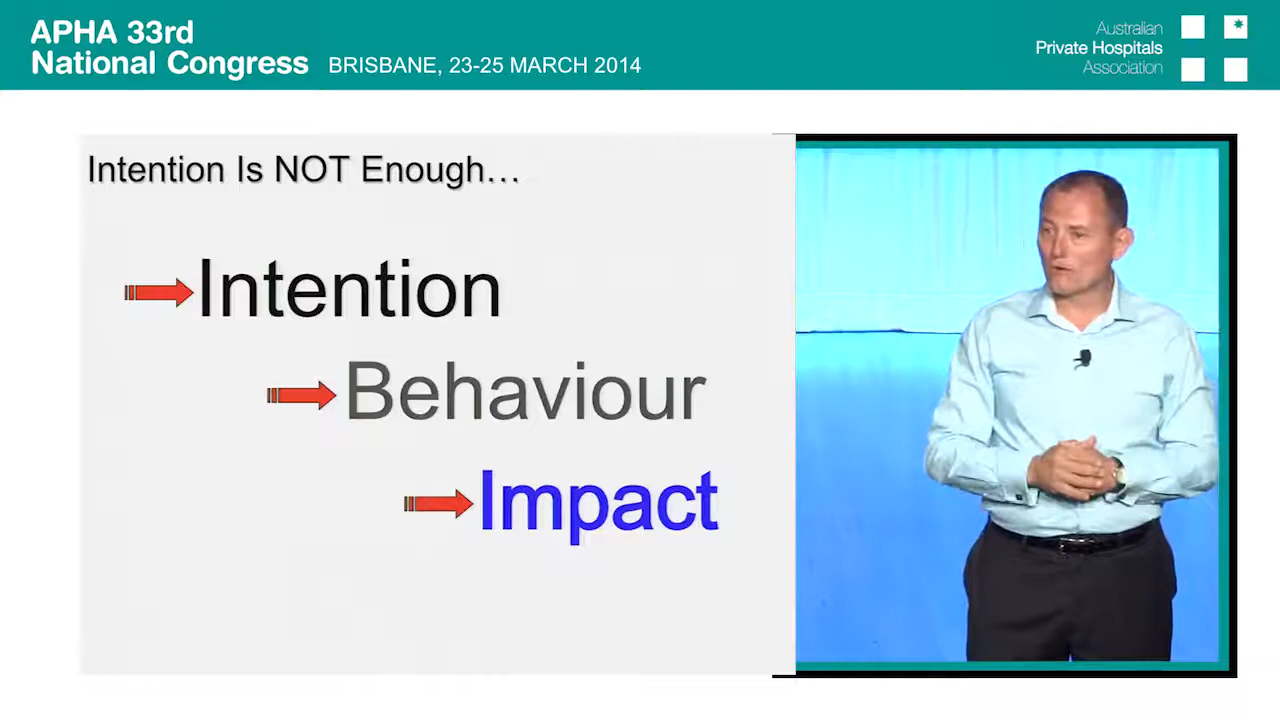 APHA 33rd
National Congress BRISBANE, 23-25 MARCH 2014
Australian
Private Hospitals
Association
Intention Is NOT Enough…
Intention
Behaviour
Impact